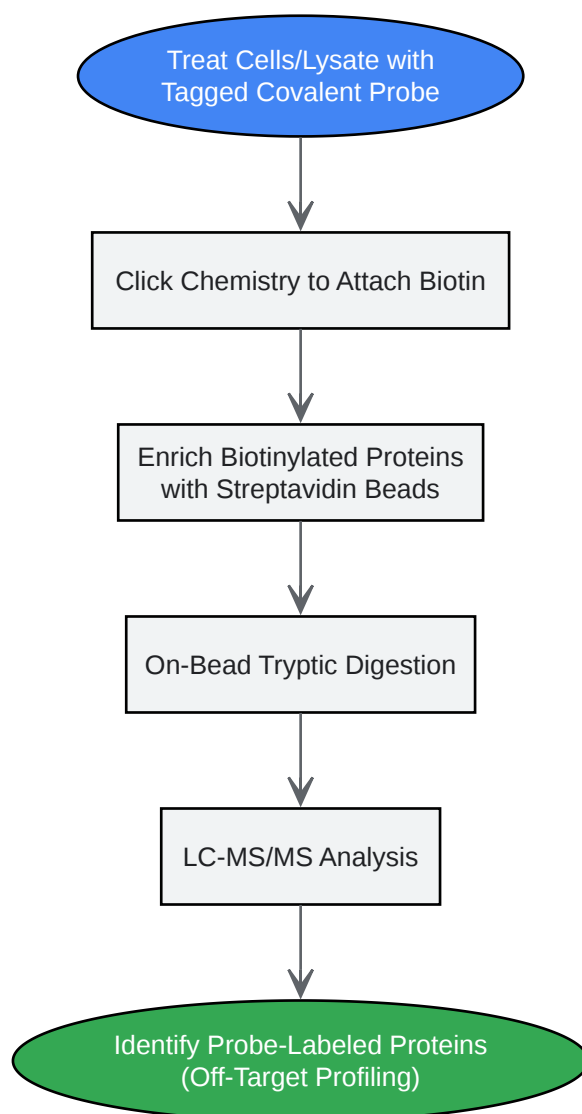 Treat Cells/Lysate with
Tagged Covalent Probe
Click Chemistry to Attach Biotin
Enrich Biotinylated Proteins
with Streptavidin Beads
On-Bead Tryptic Digestion
LC-MS/MS Analysis
Identify Probe-Labeled Proteins
(Off-Target Profiling)